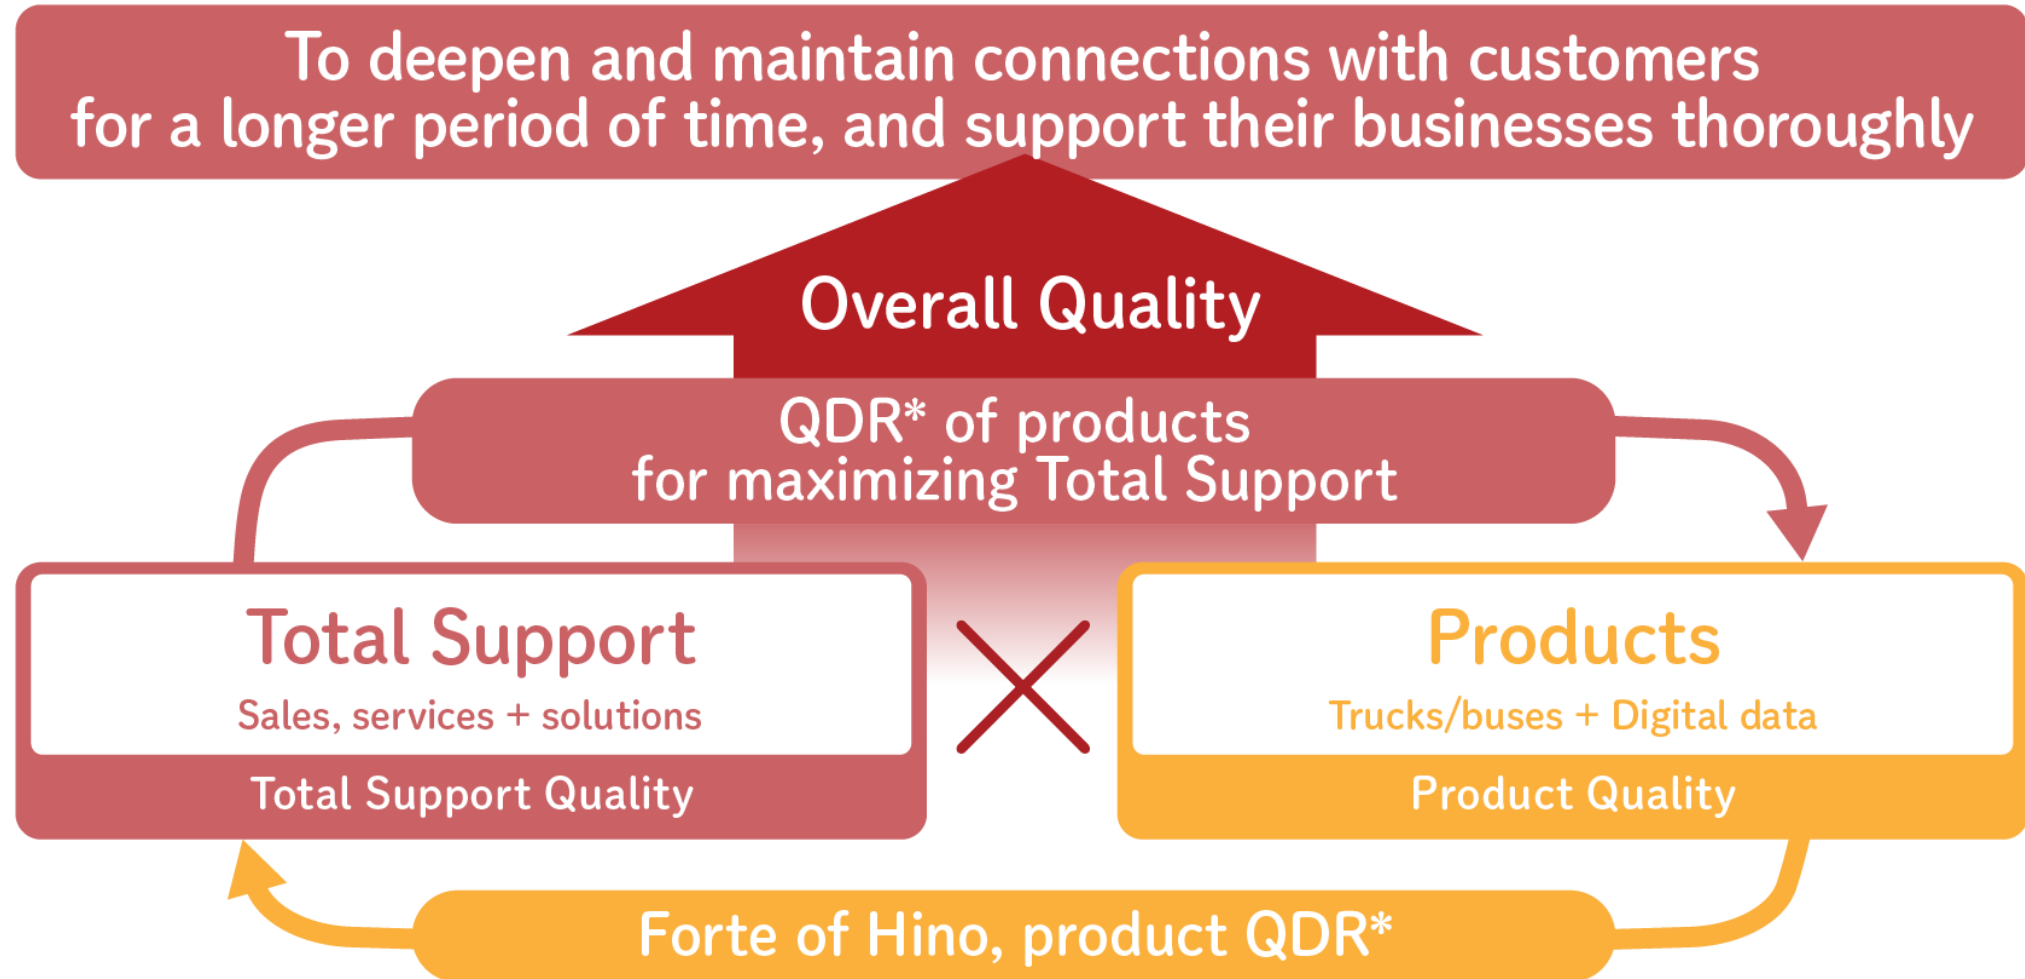 To deepen and maintain connections with customers
for a longer period of time, and support their businesses thoroughly
Overall Quality
QDR* of products
for maximizing Total Support
Total Support
Sales, services + solutions
Total Support Quality
Products
Trucks/buses + Digital data
Product Quality
Forte of Hino, product QDR*